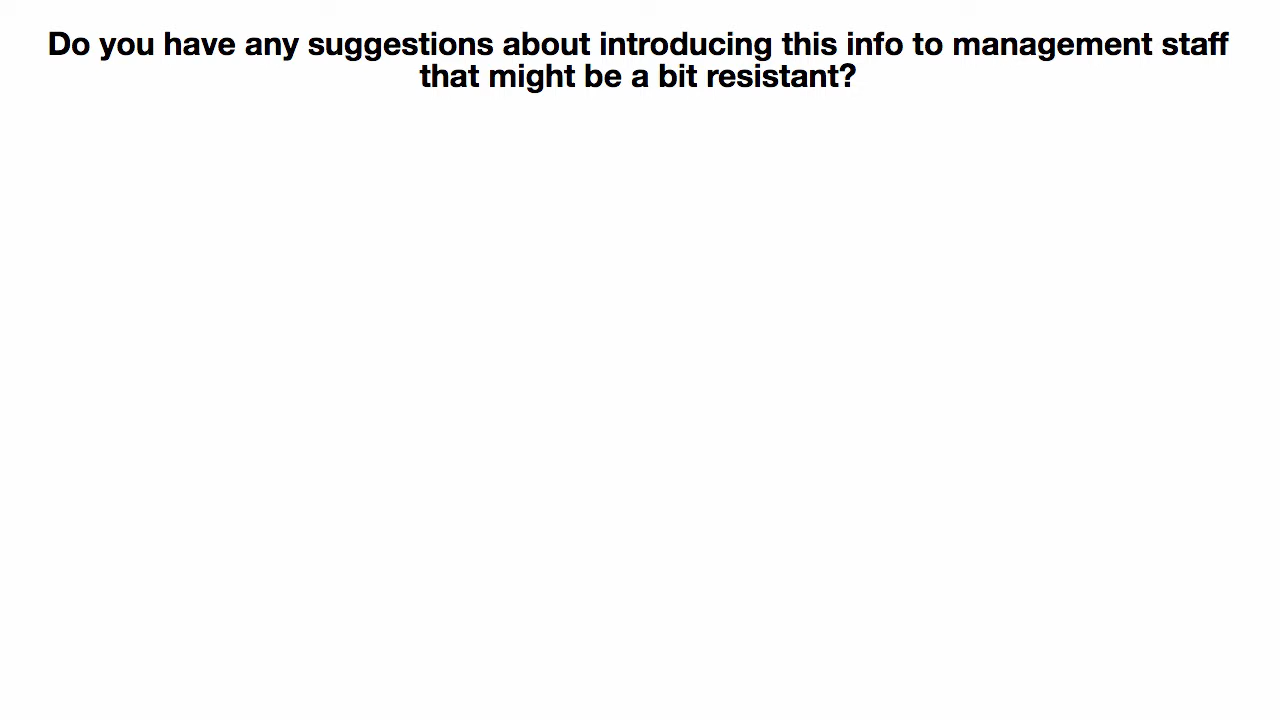 Do you have any suggestions about introducing this info to management staff
that might be a bit resistant?